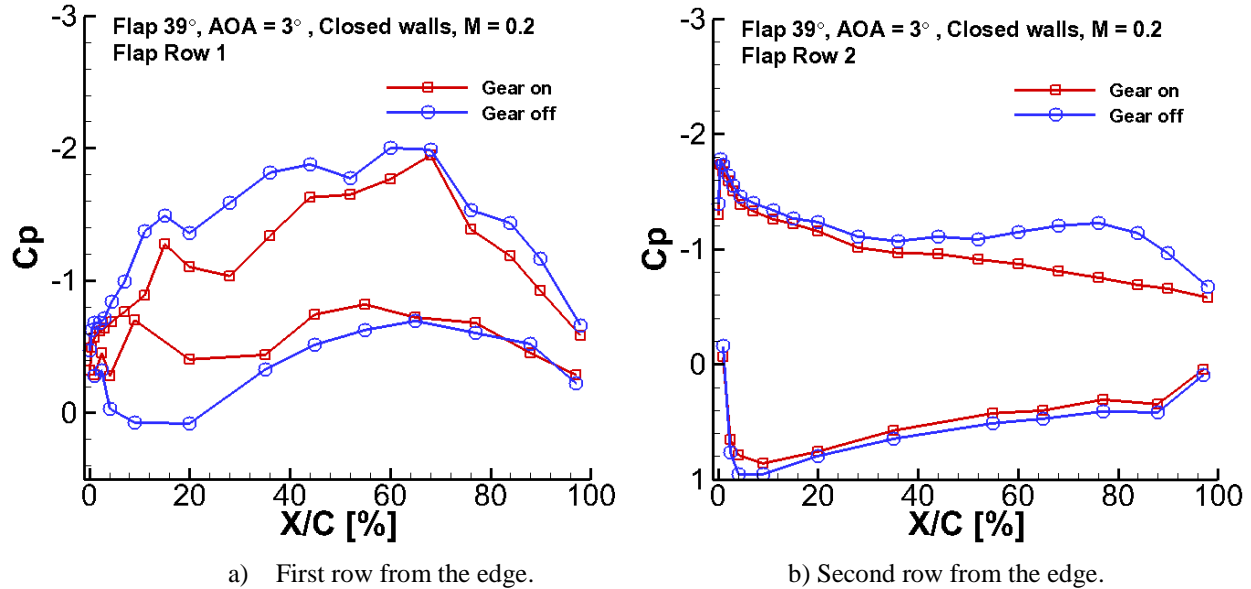 Flap 39°, AOA = 3° , Closed walls, M = 0.2
Flap Row 1
Gear on
Gear off
-3
-2
-1
0
Cp
0 20 40 60 80 100
X/C [%]
a) First row from the edge.
Flap 39°, AOA = 3° , Closed walls, M = 0.2
Flap Row 2
Gear on
Gear off
-3
-2
-1
0
1
Cp
0 20 40 60 80 100
X/C [%]
b) Second row from the edge.